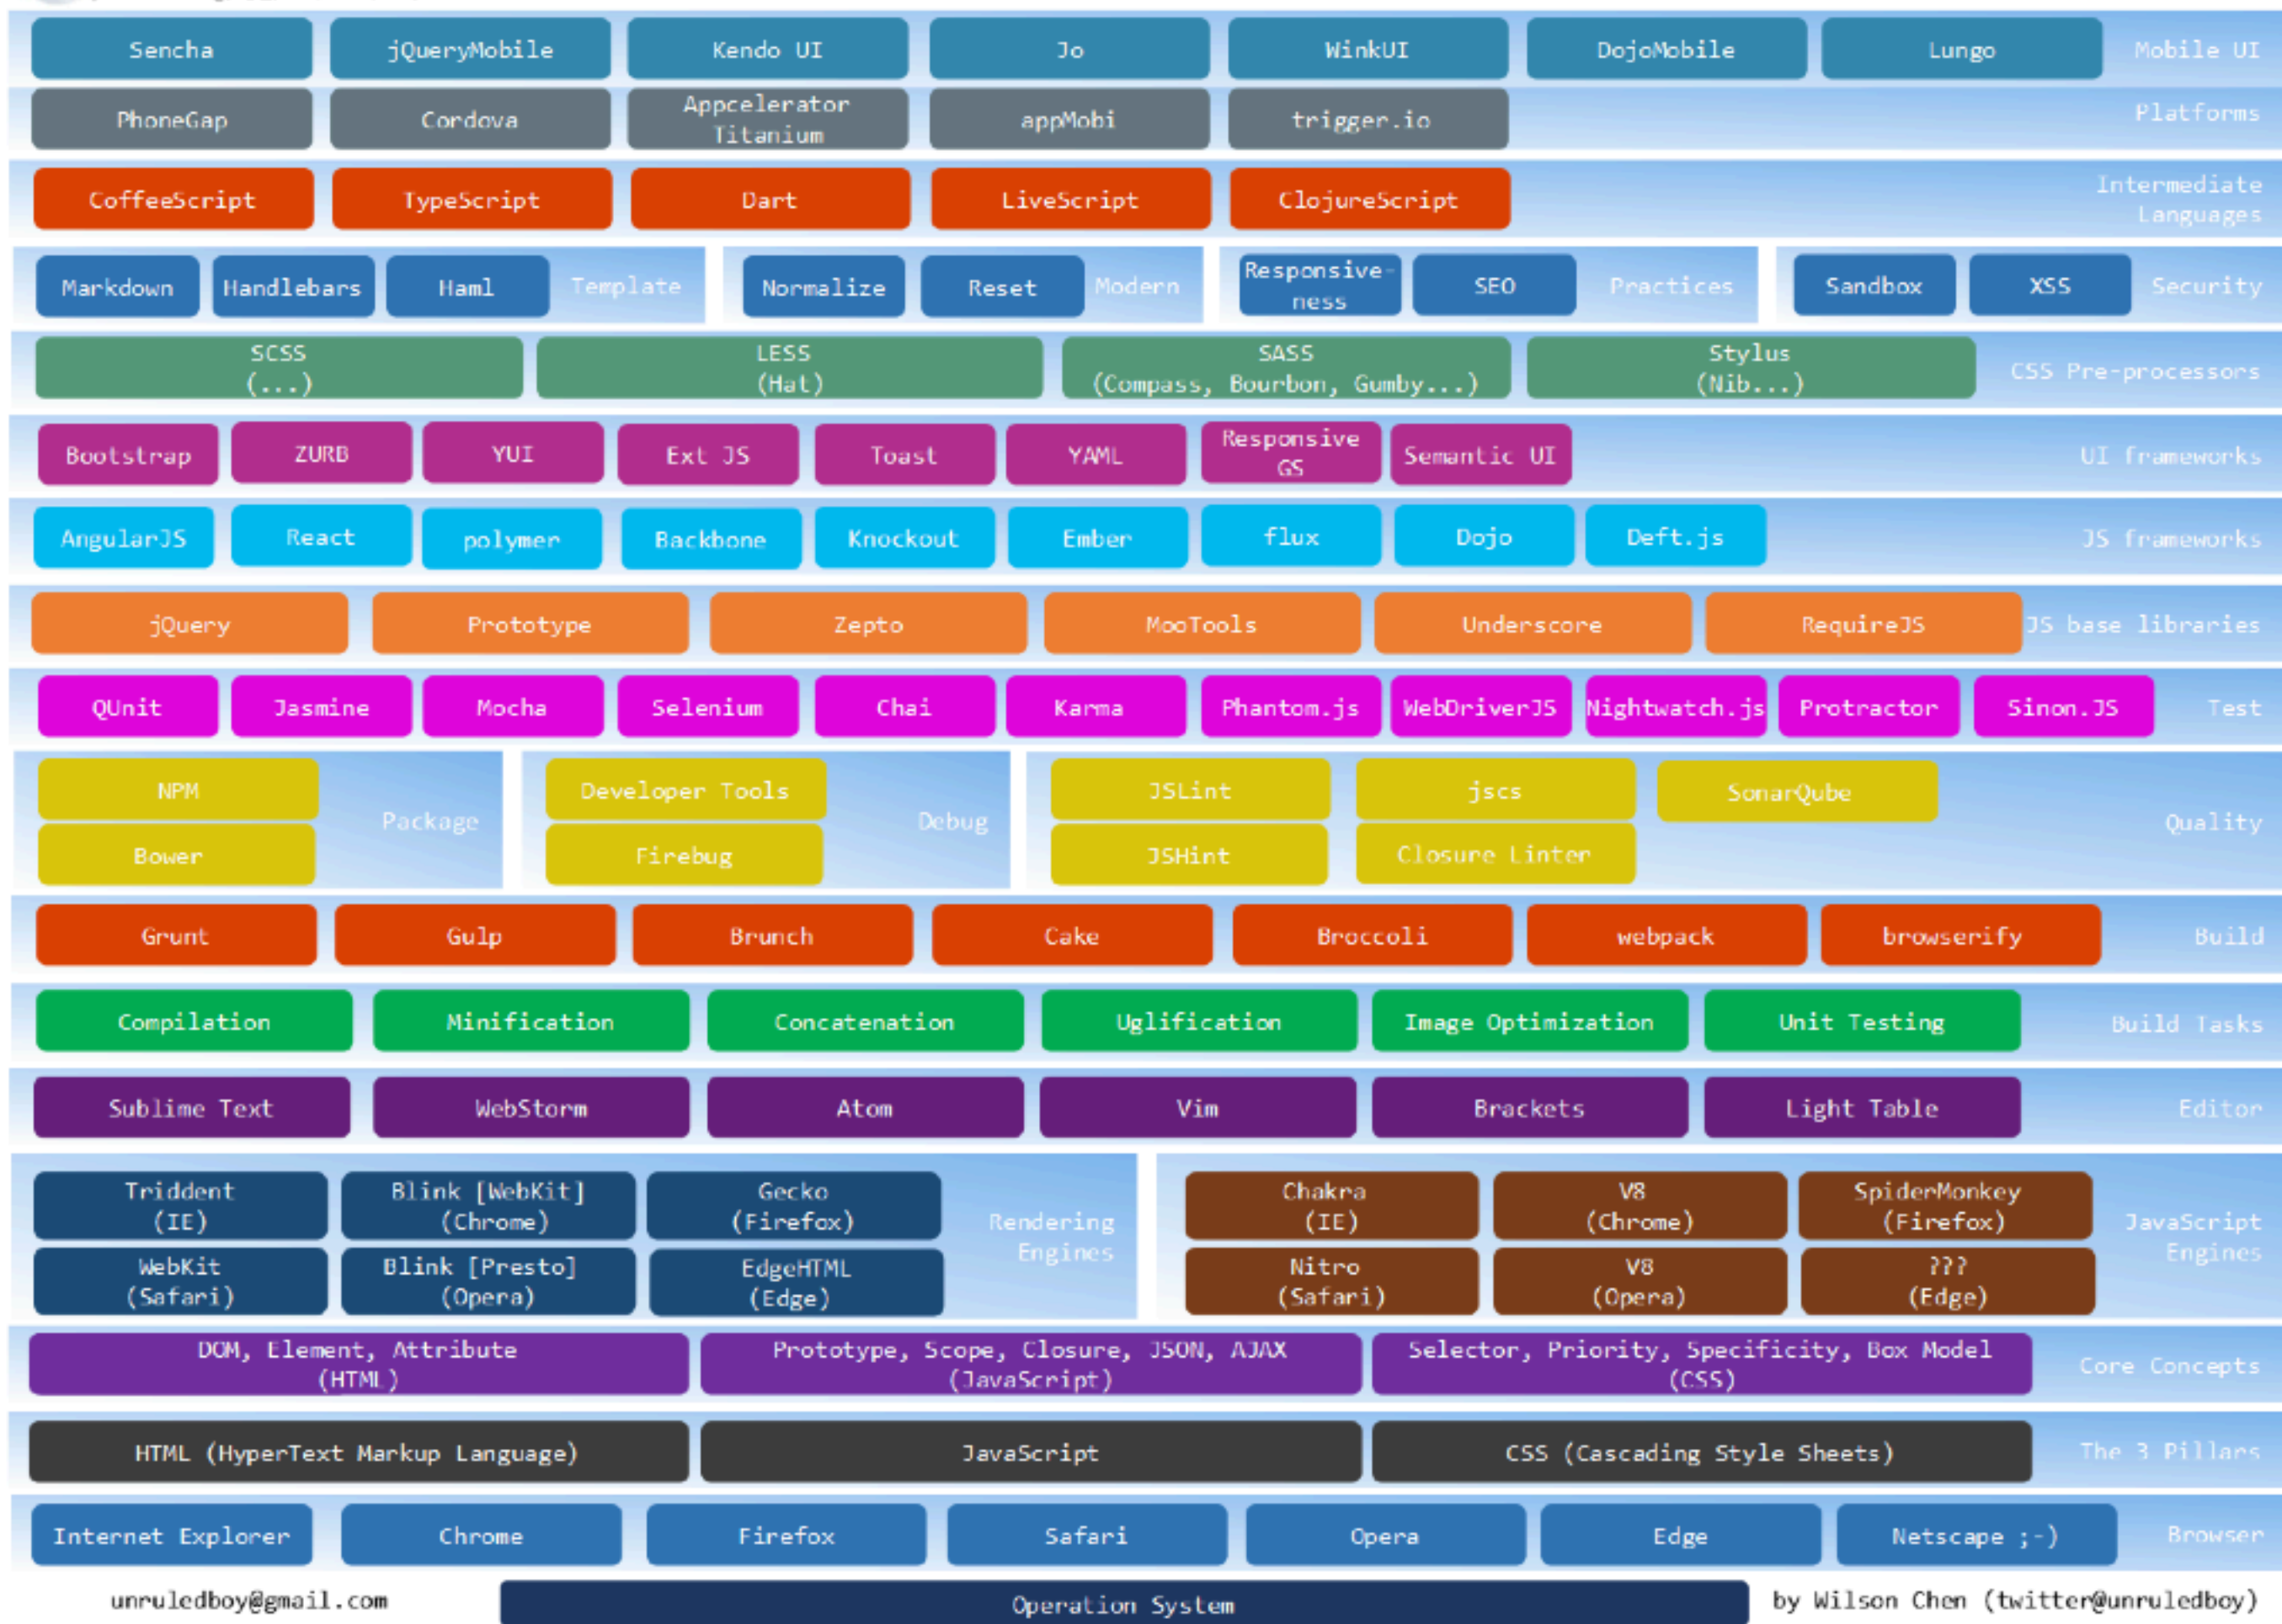 Sencha jQueryMobile Kendo UI Jo WinkUI DojoMobile Lungo Mobile UI
PhoneGap Cordova Appcelerator Titanium appMobi trigger.io Platforms
CoffeeScript TypeScript Dart LiveScript ClojureScript Intermediate Languages
Markdown Handlebars Haml Template Normalize Reset Modern Responsive-ness SEO Practices Sandbox XSS Security
SCSS LESS SASS Stylus
(...) (Hat) (Compass, Bourbon, Gumby...) (Nib...) CSS Pre-processors
Bootstrap ZURB YUI Ext JS Toast YAML Responsive GS Semantic UI UI frameworks
AngularJS React polymer Backbone Knockout Ember flux Dojo Deft.js JS frameworks
jQuery Prototype Zepto MooTools Underscore RequireJS JS base libraries
QUnit Jasmine Mocha Selenium Chai Karma Phantom.js WebDriverJS Nightwatch.js Protractor Sinon.JS Test
NPM Developer Tools JSLint jscs SonarQube
Package Debug Quality
Bower Firebug JSHint Closure Linter
Grunt Gulp Brunch Cake Broccoli webpack browserify Build
Compilation Minification Concatenation Uglification Image Optimization Unit Testing Build Tasks
Sublime Text WebStorm Atom Vim Brackets Light Table Editor
Triddent Blink [WebKit] Gecko Chakra V8 SpiderMonkey
(IE) (Chrome) (Firefox) Rendering (IE) (Chrome) (Firefox) JavaScript
WebKit Blink [Presto] EdgeHTML Engines Nitro V8 ??? Engines
(Safari) (Opera) (Edge) (Safari) (Opera) (Edge)
DOM, Element, Attribute Prototype, Scope, Closure, JSON, AJAX Selector, Priority, Specificity, Box Model
(HTML) (JavaScript) (CSS) Core Concepts
HTML (HyperText Markup Language) JavaScript CSS (Cascading Style Sheets) The 3 Pillars
Internet Explorer Chrome Firefox Safari Opera Edge Netscape ;-) Browser
unruledboy@gmail.com Operation System by Wilson Chen (twitter@unruledboy)